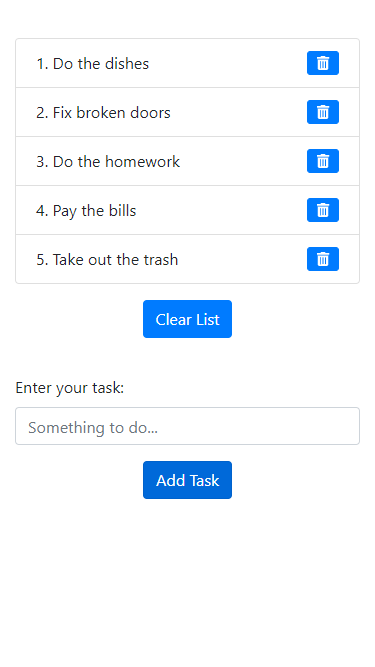 1. Do the dishes
2. Fix broken doors
3. Do the homework
4. Pay the bills
5. Take out the trash
Clear List
Enter your task:
Something to do...
Add Task